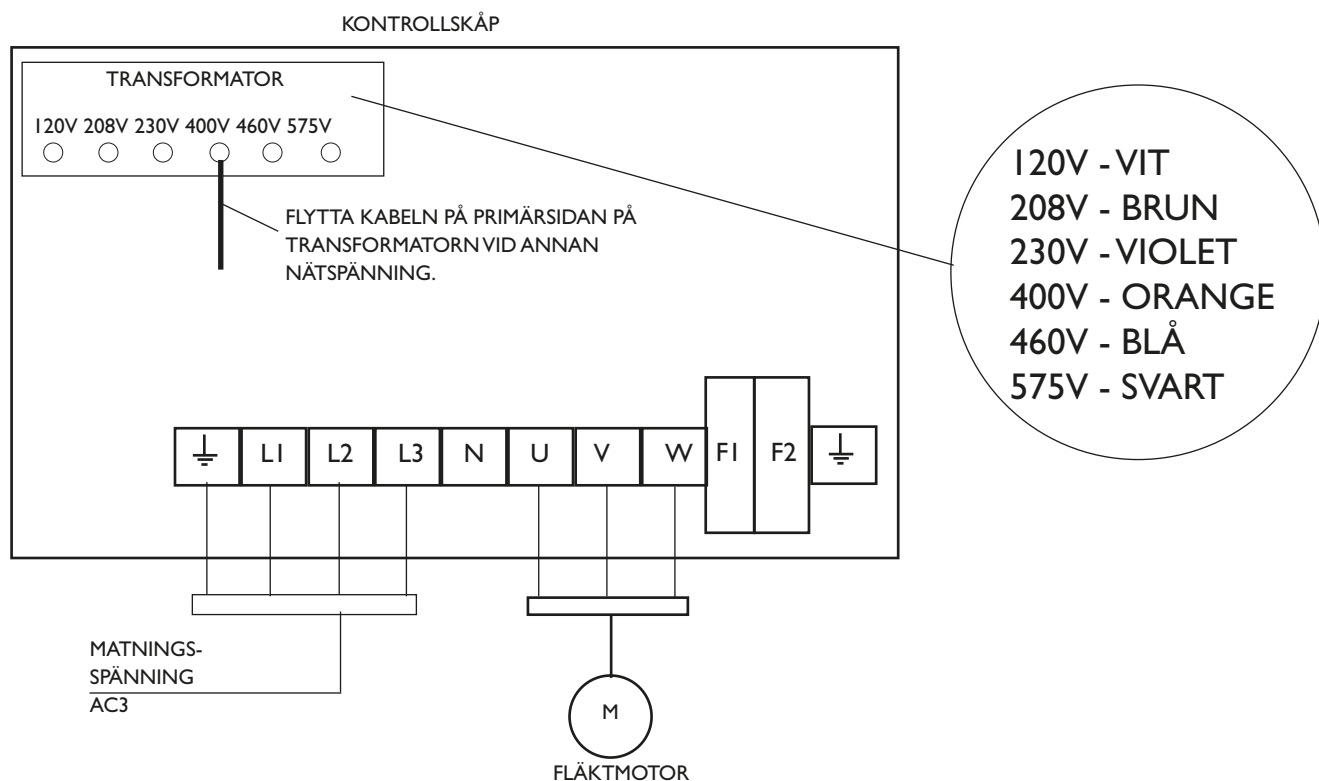 KONTROLLSKÅP
TRANSFORMATOR
120V 208V 230V 400V 460V 575V
FLYTTA KABELN PÅ PRIMÄRSIDAN PÅ
TRANSFORMATORN VID ANNAN
NÄTSPÄNNING.
120V - VIT
208V - BRUN
230V - VIOLET
400V - ORANGE
460V - BLÅ
575V - SVART
L1 L2 L3 N U V W F1 F2
MATNINGS-
SPÄNNING
AC3
M
FLÄKTMOTOR